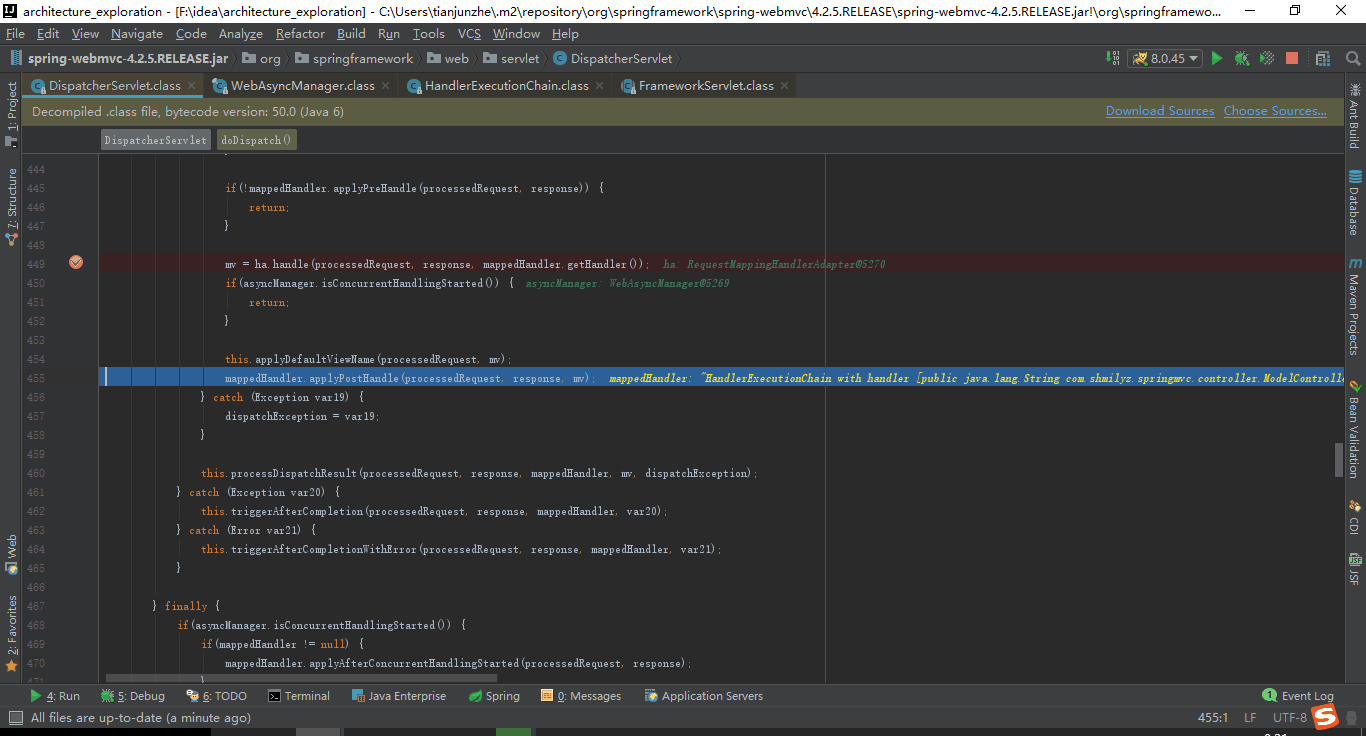 architecture_exploration - [F:\idea\architecture_exploration] - C:\Users\tianjunzhe\.m2\repository\org\springframework\spring-webmvc\4.2.5.RELEASE\spring-webmvc-4.2.5.RELEASE.jar!\org\springframewo...
File Edit View Navigate Code Analyze Refactor Build Run Tools VCS Window Help
spring-webmvc-4.2.5.RELEASE.jar org springframework web servlet DispatcherServlet 8.0.45
DispatcherServlet.class WebAsyncManager.class HandlerExecutionChain.class FrameworkServlet.class
Decompiled .class file, bytecode version: 50.0 (Java 6) Download Sources Choose Sources...
DispatcherServlet doDispatch()
444
445 if(!mappedHandler.applyPreHandle(processedRequest, response)) {
446 return;
447 }
448
449 mv = ha.handle(processedRequest, response, mappedHandler.getHandler()); ha: RequestMappingHandlerAdapter@5270
450 if(asyncManager.isConcurrentHandlingStarted()) { asyncManager: WebAsyncManager@5269
451 return;
452 }
453
454 this.applyDefaultViewName(processedRequest, mv);
455 mappedHandler.applyPostHandle(processedRequest, response, mv); mappedHandler: "HandlerExecutionChain with handler [public java.lang.String com.shmilyz.springmvc.controller.ModelControlle
456 } catch (Exception var19) {
457 dispatchException = var19;
458 }
459
460 this.processDispatchResult(processedRequest, response, mappedHandler, mv, dispatchException);
461 } catch (Exception var20) {
462 this.triggerAfterCompletion(processedRequest, response, mappedHandler, var20);
463 } catch (Error var21) {
464 this.triggerAfterCompletionWithError(processedRequest, response, mappedHandler, var21);
465 }
466
467 } finally {
468 if(asyncManager.isConcurrentHandlingStarted()) {
469 if(mappedHandler != null) {
470 mappedHandler.applyAfterConcurrentHandlingStarted(processedRequest, response);
471 }
1: Project
7: Structure
Web
2: Favorites
Ant Build
Database
Maven Projects
Bean Validation
CDI
JSF
4: Run 5: Debug 6: TODO Terminal Java Enterprise Spring 0: Messages Application Servers Event Log
All files are up-to-date (a minute ago) 455:1 LF UTF-8